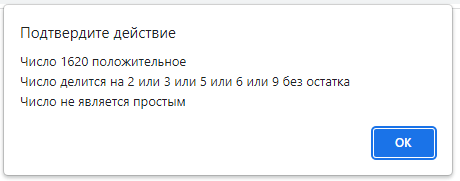 Подтвердите действие
Число 1620 положительное
Число делится на 2 или 3 или 5 или 6 или 9 без остатка
Число не является простым
ОК